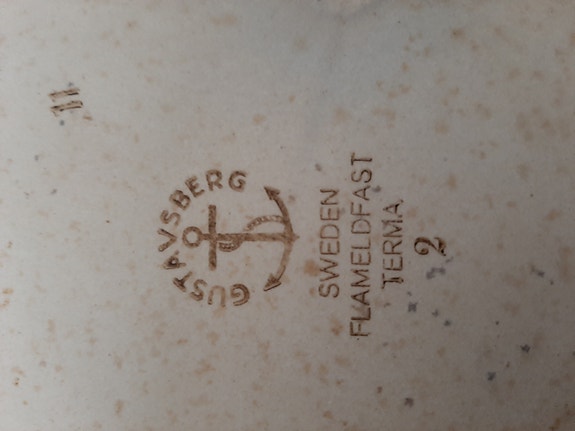 GUSTAVSBERG
SWEDEN
FLAMELDFAST
TERMA
2
11